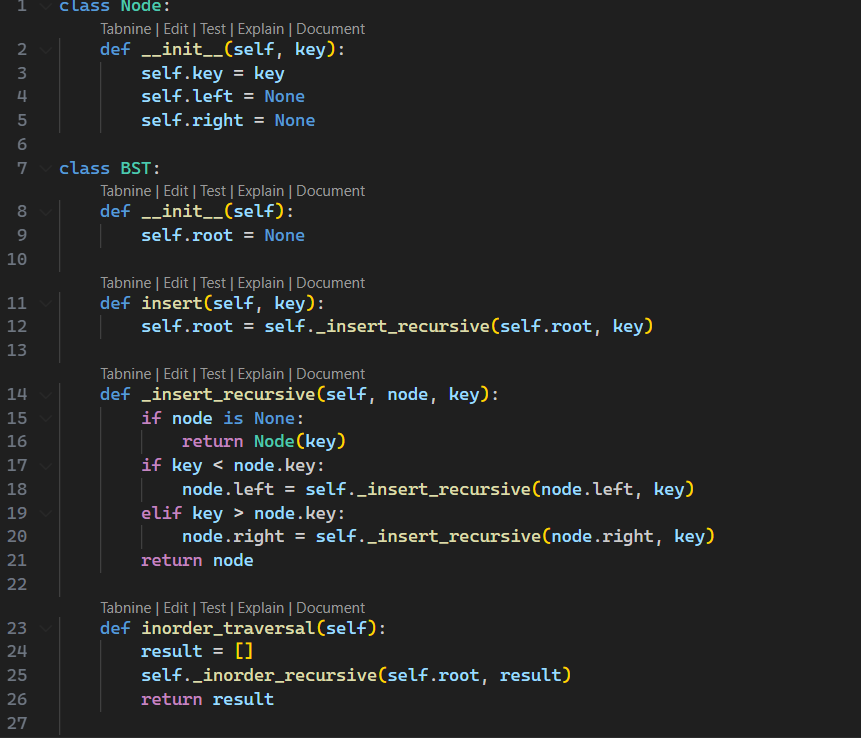 1 class Node:
Tabnine | Edit | Test | Explain | Document
2 def __init__(self, key):
3 self.key = key
4 self.left = None
5 self.right = None
6
7 class BST:
Tabnine | Edit | Test | Explain | Document
8 def __init__(self):
9 self.root = None
10
Tabnine | Edit | Test | Explain | Document
11 def insert(self, key):
12 self.root = self._insert_recursive(self.root, key)
13
Tabnine | Edit | Test | Explain | Document
14 def _insert_recursive(self, node, key):
15 if node is None:
16 return Node(key)
17 if key < node.key:
18 node.left = self._insert_recursive(node.left, key)
19 elif key > node.key:
20 node.right = self._insert_recursive(node.right, key)
21 return node
22
Tabnine | Edit | Test | Explain | Document
23 def inorder_traversal(self):
24 result = []
25 self._inorder_recursive(self.root, result)
26 return result
27